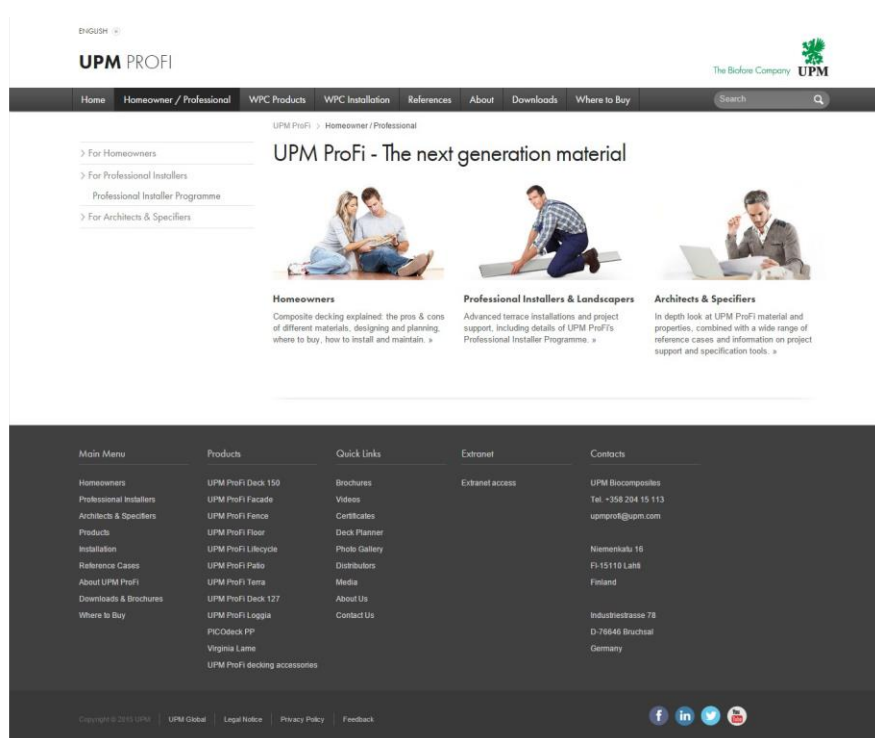 ENGLISH
UPM PROFI
The Biofore Company UPM
Home Homeowner / Professional WPC Products WPC Installation References About Downloads Where to Buy Search
UPM ProFi > Homeowner / Professional
> For Homeowners
> For Professional Installers
Professional Installer Programme
> For Architects & Specifiers
UPM ProFi - The next generation material
Homeowners
Composite decking explained: the pros & cons
of different materials, designing and planning,
where to buy, how to install and maintain. »
Professional Installers & Landscapers
Advanced terrace installations and project
support, including details of UPM ProFi's
Professional Installer Programme. »
Architects & Specifiers
In depth look at UPM ProFi material and
properties, combined with a wide range of
reference cases and information on project
support and specification tools. »
Main Menu
Homeowners
Professional Installers
Architects & Specifiers
Products
Installation
Reference Cases
About UPM ProFi
Downloads & Brochures
Where to Buy
Products
UPM ProFi Deck 150
UPM ProFi Facade
UPM ProFi Fence
UPM ProFi Floor
UPM ProFi Lifecycle
UPM ProFi Patio
UPM ProFi Terra
UPM ProFi Deck 127
UPM ProFi Loggia
PICOdeck PP
Virginia Lame
UPM ProFi decking accessories
Quick Links
Brochures
Videos
Certificates
Deck Planner
Photo Gallery
Distributors
Media
About Us
Contact Us
Extranet
Extranet access
Contacts
UPM Biocomposites
Tel. +358 204 15 113
upmprofi@upm.com
Niemenkatu 16
FI-15110 Lahti
Finland
Industriestrasse 78
D-76646 Bruchsal
Germany
Copyright © 2015 UPM | UPM Global | Legal Notice | Privacy Policy | Feedback
f in You Tube